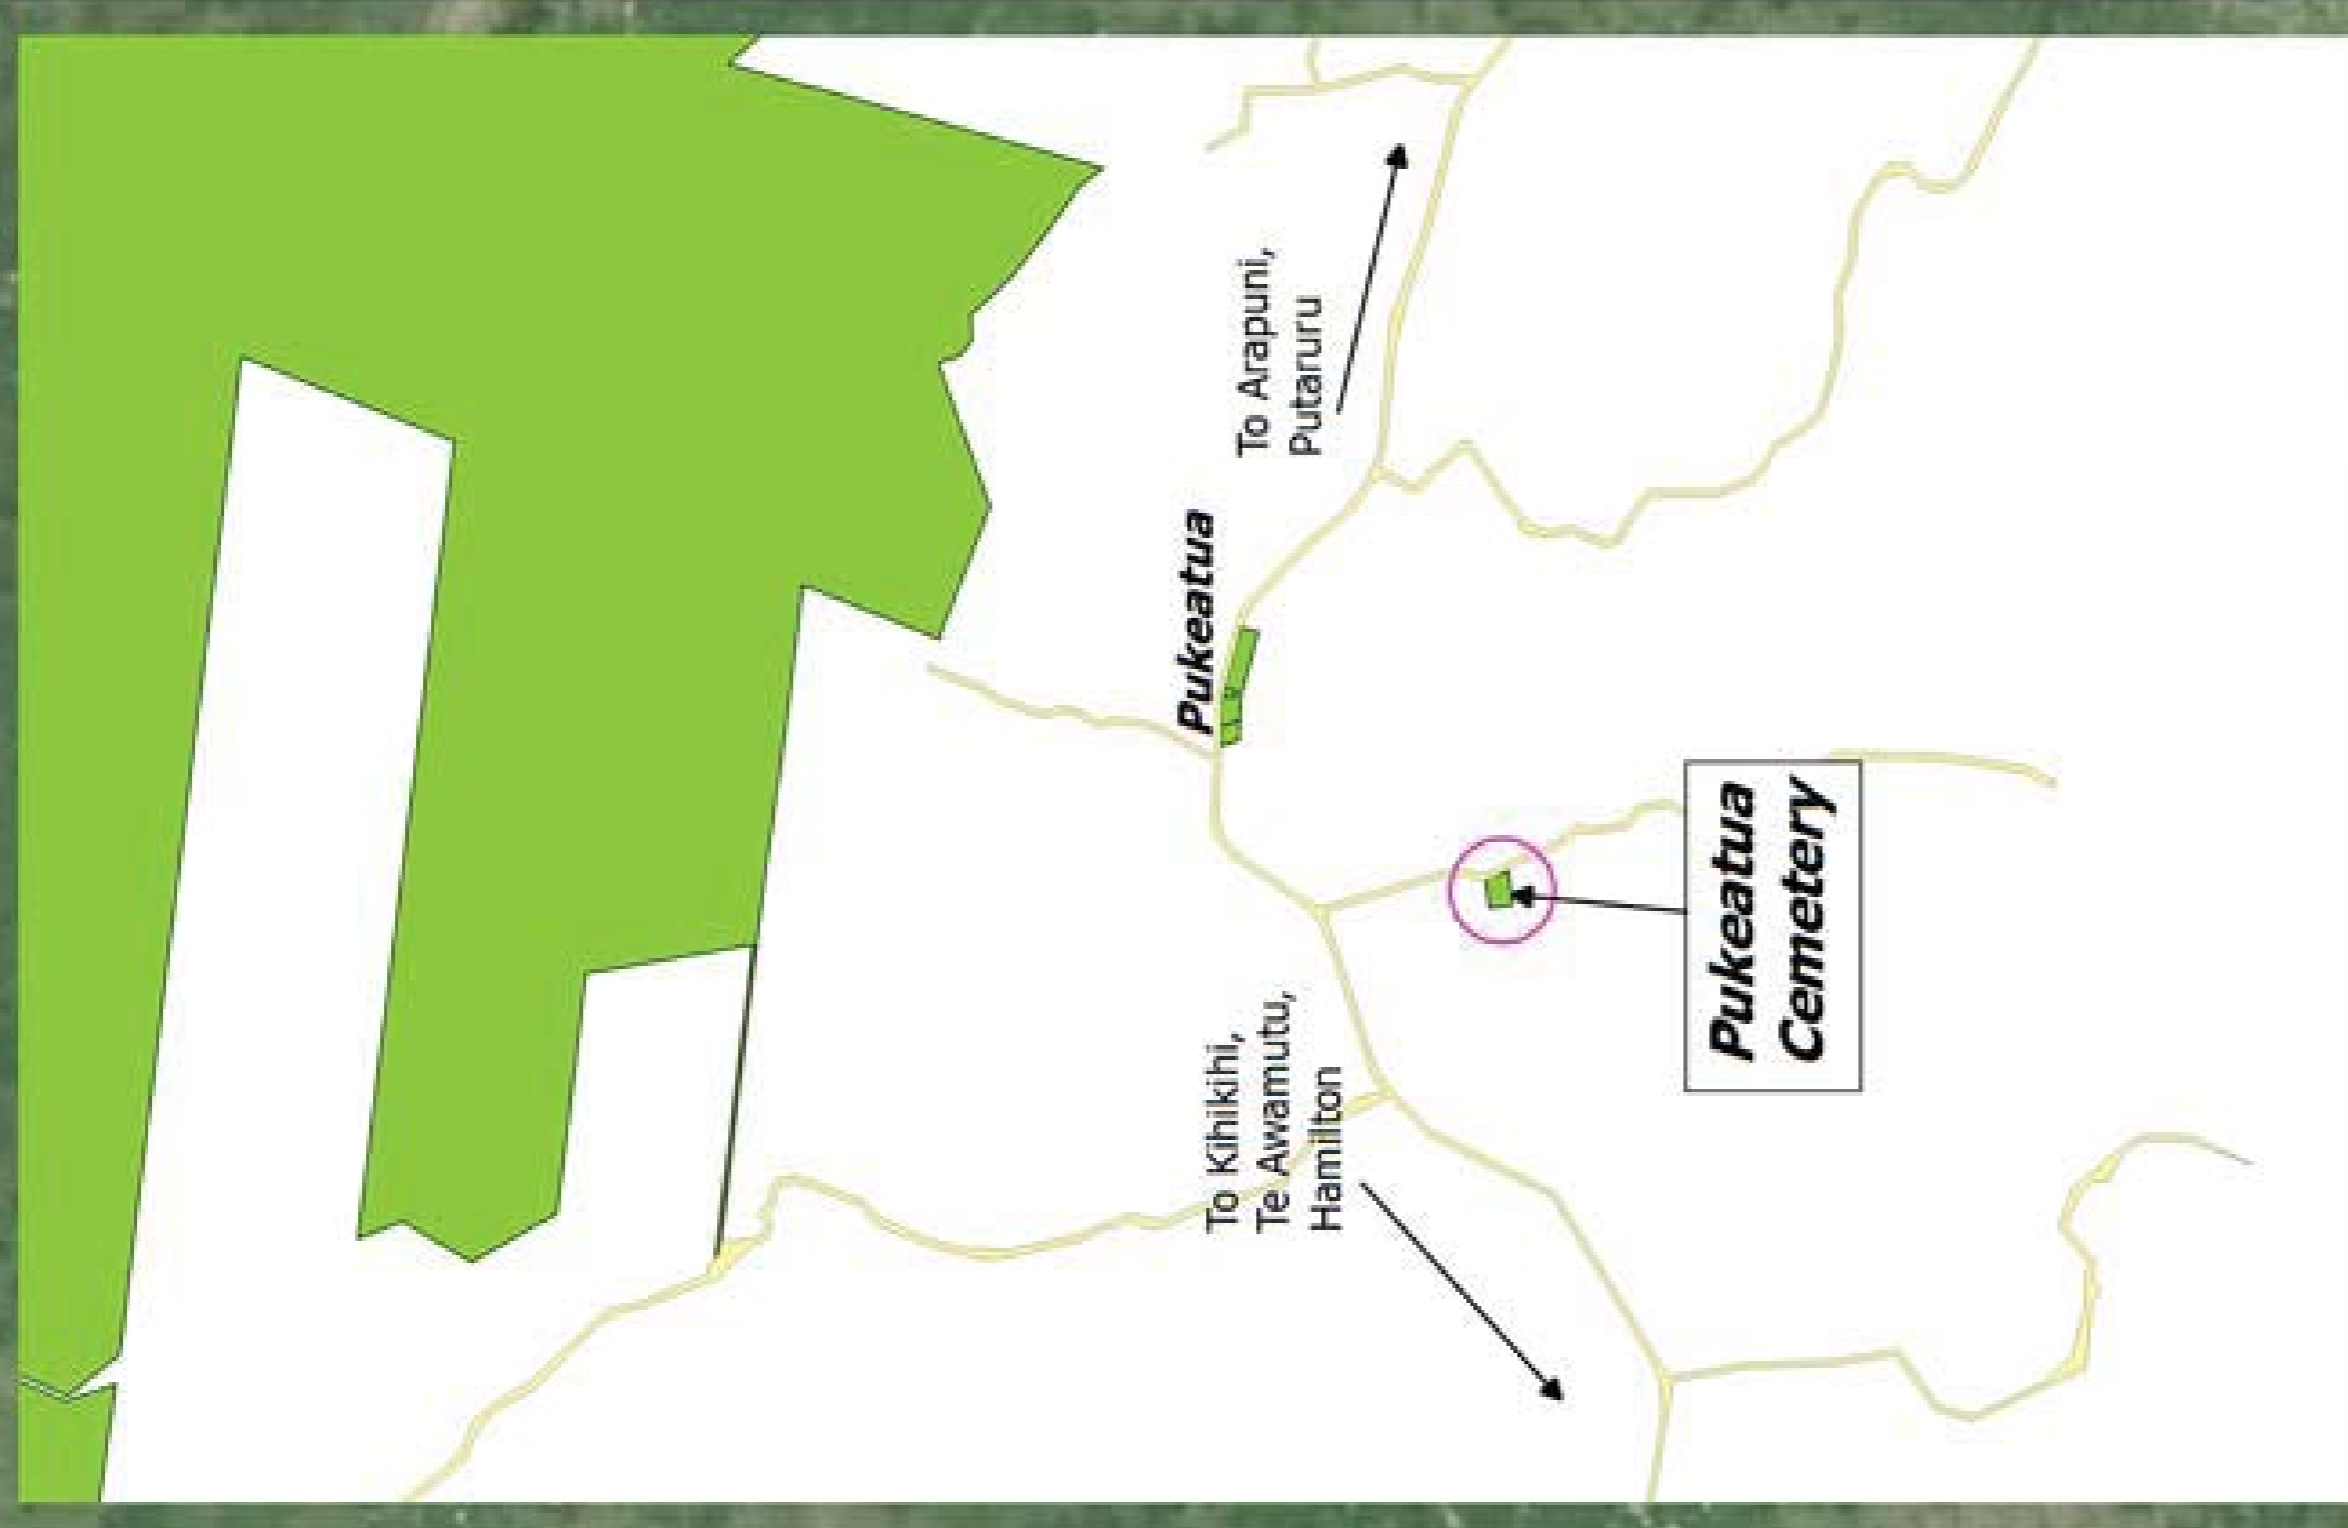 To Arapuni,
Putaruru
Pukeatua
To Kihikihi,
Te Awamutu,
Hamilton
Pukeatua
Cemetery